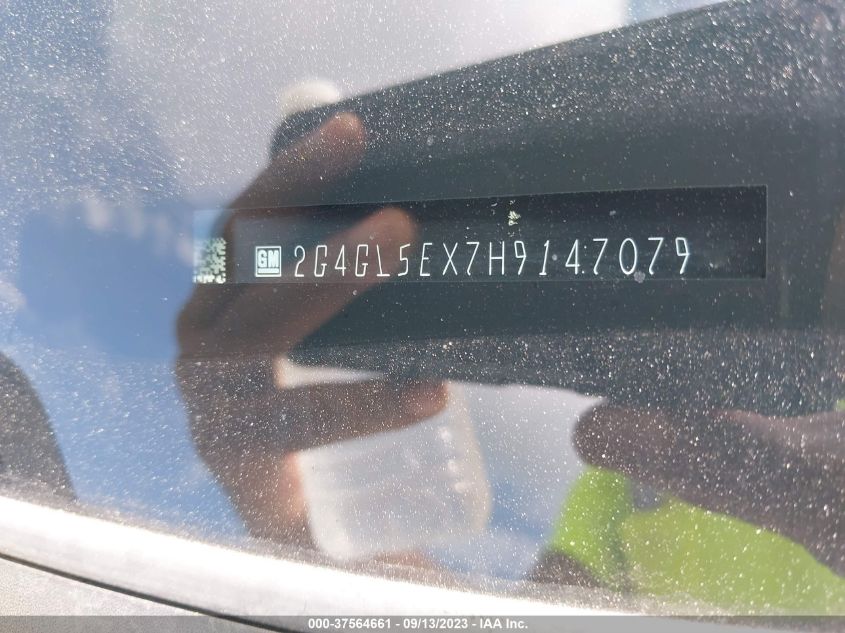 GM 2G4GL5EX7H9147079
000-37564661 - 09/13/2023 - IAA Inc.